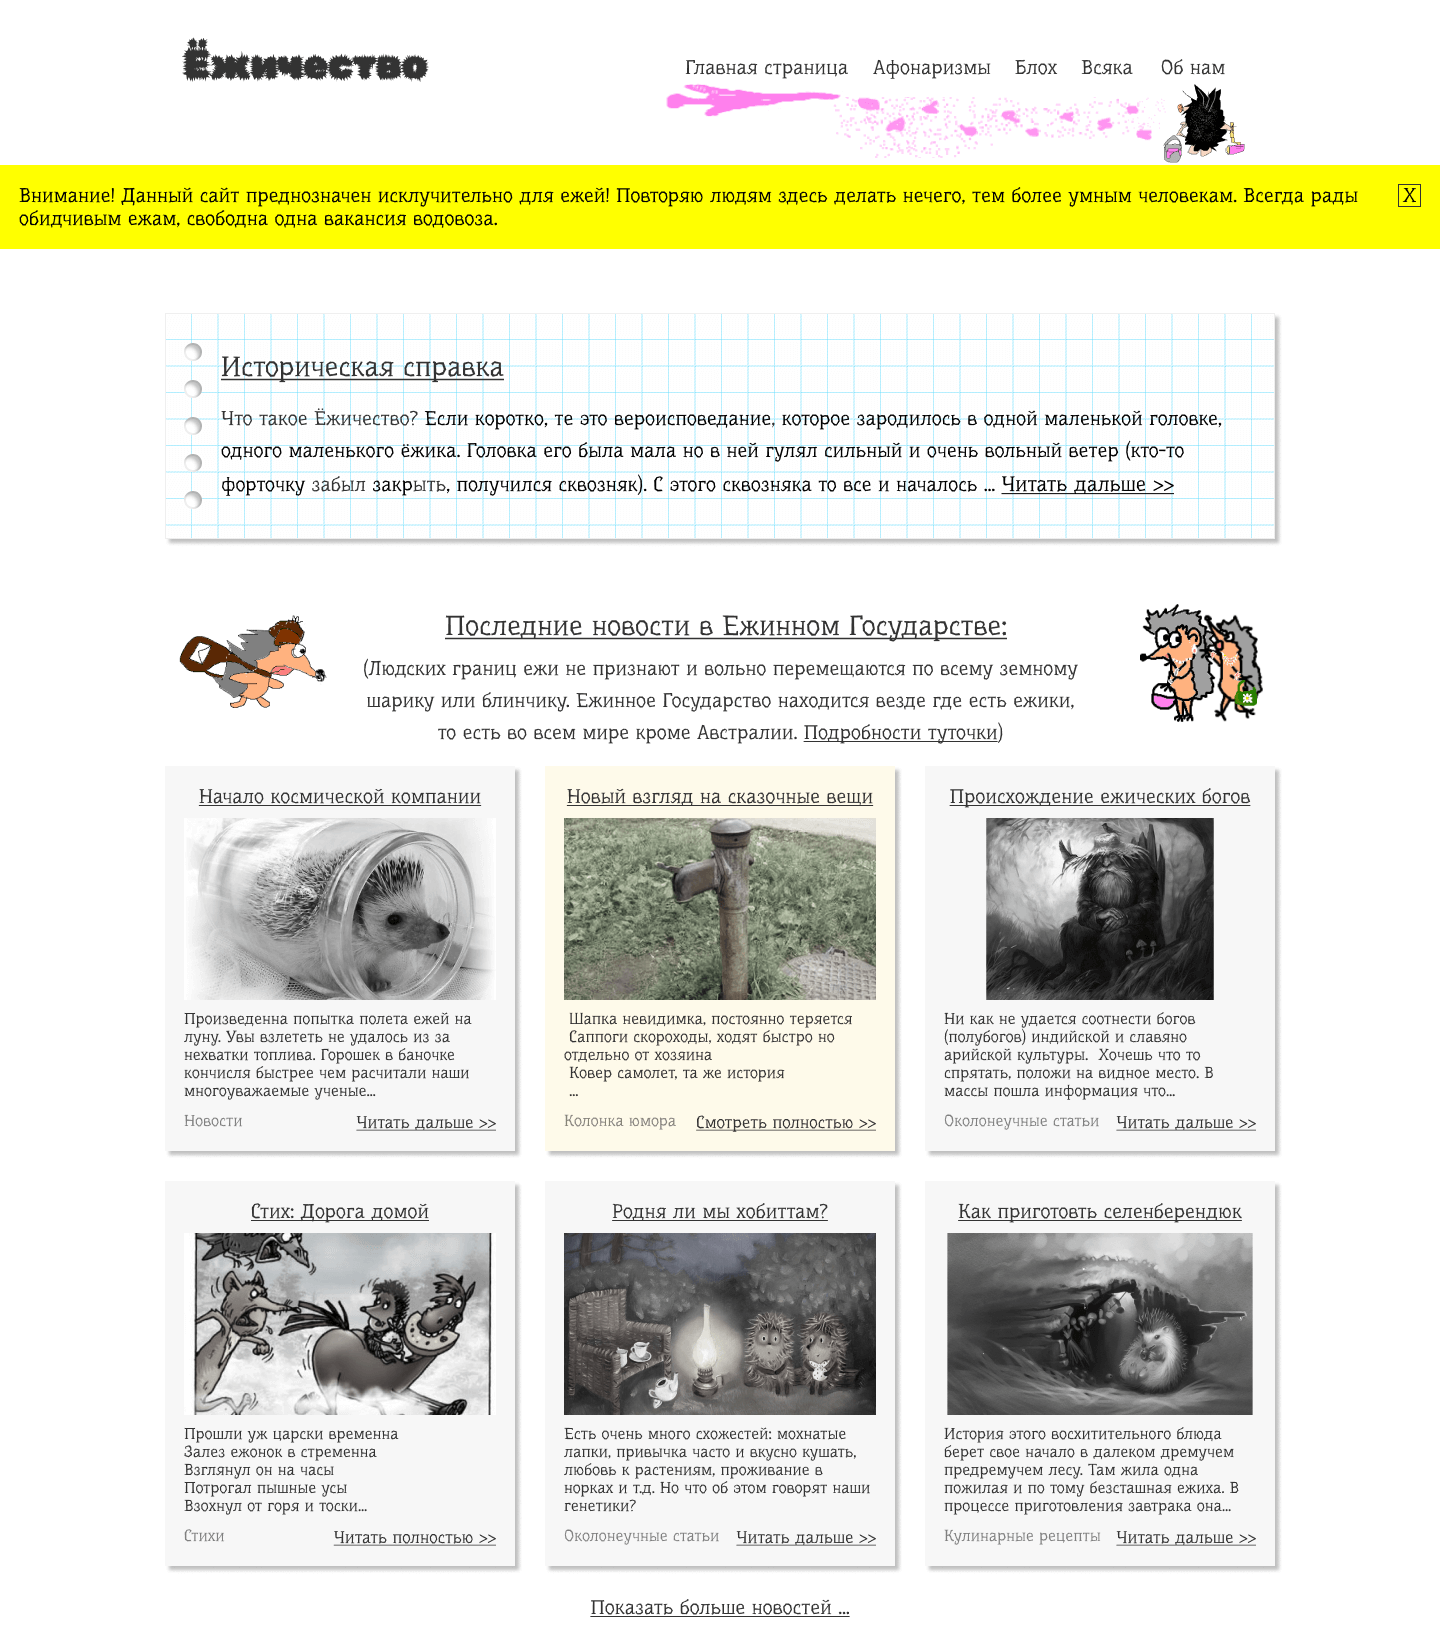 Ёжичество
Главная страница Афонаризмы Блох Всяка Об нам
Внимание! Данный сайт предназначен исключительно для ежей! Повторяю людям здесь делать нечего, тем более умным человекам. Всегда рады
обидчивым ежам, свободна одна вакансия водовоза.
X
Историческая справка
Что такое Ёжичество? Если коротко, те это вероисповедание, которое зародилось в одной маленькой головке,
одного маленького ёжика. Головка его была мала но в ней гулял сильный и очень вольный ветер (кто-то
форточку забыл закрыть, получился сквозняк). С этого сквозняка то все и началось ... Читать дальше >>
Последние новости в Ежинном Государстве:
(Людских границ ежи не признают и вольно перемещаются по всему земному
шарику или блинчику. Ежинное Государство находится везде где есть ежики,
то есть во всем мире кроме Австралии. Подробности туточки)
Начало космической компании
Произведенна попытка полета ежей на
луну. Увы взлететь не удалось из за
нехватки топлива. Горошек в баночке
кончился быстрее чем расчитали наши
многоуважаемые ученые...
Новости Читать дальше >>
Новый взгляд на сказочные вещи
Шапка невидимка, постоянно теряется
Саппоги скороходы, ходят быстро но
отдельно от хозяина
Ковер самолет, та же история
...
Колонка юмора Смотреть полностью >>
Происхождение ежических богов
Ни как не удается соотнести богов
(полубогов) индийской и славяно
арийской культуры. Хочешь что то
спрятать, положи на видное место. В
массы пошла информация что...
Околонеучные статьи Читать дальше >>
Стих: Дорога домой
Прошли уж царски временна
Залез ежонок в стременна
Взглянул он на часы
Потрогал пышные усы
Взохнул от горя и тоски...
Стихи Читать полностью >>
Родня ли мы хобиттам?
Есть очень много схожестей: мохнатые
лапки, привычка часто и вкусно кушать,
любовь к растениям, проживание в
норках и т.д. Но что об этом говорят наши
генетики?
Околонеучные статьи Читать дальше >>
Как приготовть селенберендюк
История этого восхитительного блюда
берет свое начало в далеком дремучем
предремучем лесу. Там жила одна
пожилая и по тому безсташная ежиха. В
процессе приготовления завтрака она...
Кулинарные рецепты Читать дальше >>
Показать больше новостей ...